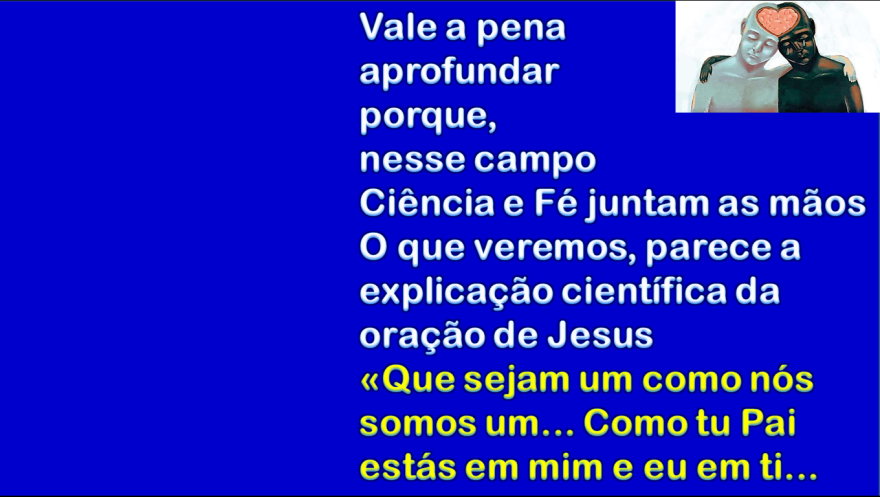 Vale a pena
aprofundar
porque,
nesse campo
Ciência e Fé juntam as mãos
O que veremos, parece a
explicação científica da
oração de Jesus
«Que sejam um como nós
somos um... Como tu Pai
estás em mim e eu em ti...